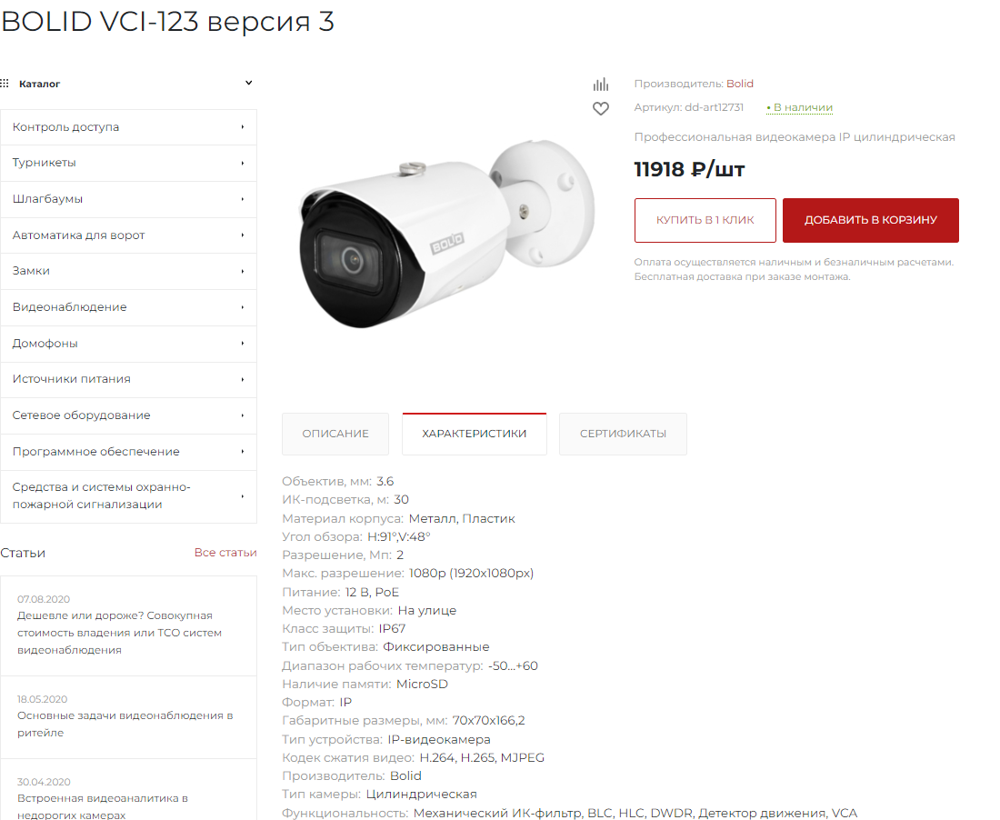 BOLID VCI-123 версия 3
Каталог
Контроль доступа
Турникеты
Шлагбаумы
Автоматика для ворот
Замки
Видеонаблюдение
Домофоны
Источники питания
Сетевое оборудование
Программное обеспечение
Средства и системы охранно-
пожарной сигнализации
Статьи
Все статьи
07.08.2020
Дешевле или дороже? Совокупная
стоимость владения или ТСО систем
видеонаблюдения
18.05.2020
Основные задачи видеонаблюдения в
ритейле
30.04.2020
Встроенная видеоаналитика в
недорогих камерах
BOLID
Производитель: Bolid
Артикул: dd-art12731
• В наличии
Профессиональная видеокамера IP цилиндрическая
11918 ₽/шт
КУПИТЬ В 1 КЛИК
ДОБАВИТЬ В КОРЗИНУ
Оплата осуществляется наличным и безналичным расчетами.
Бесплатная доставка при заказе монтажа.
ОПИСАНИЕ
ХАРАКТЕРИСТИКИ
СЕРТИФИКАТЫ
Объектив, мм: 3.6
ИК-подсветка, м: 30
Материал корпуса: Металл, Пластик
Угол обзора: H:91°,V:48°
Разрешение, Мп: 2
Макс. разрешение: 1080p (1920x1080px)
Питание: 12 В, PoE
Место установки: На улице
Класс защиты: IP67
Тип объектива: Фиксированные
Диапазон рабочих температур: -50...+60
Наличие памяти: MicroSD
Формат: IP
Габаритные размеры, мм: 70x70x166,2
Тип устройства: IP-видеокамера
Кодек сжатия видео: H.264, H.265, MJPEG
Производитель: Bolid
Тип камеры: Цилиндрическая
Функциональность: Механический ИК-фильтр, BLC, HLC, DWDR, Детектор движения, VCA